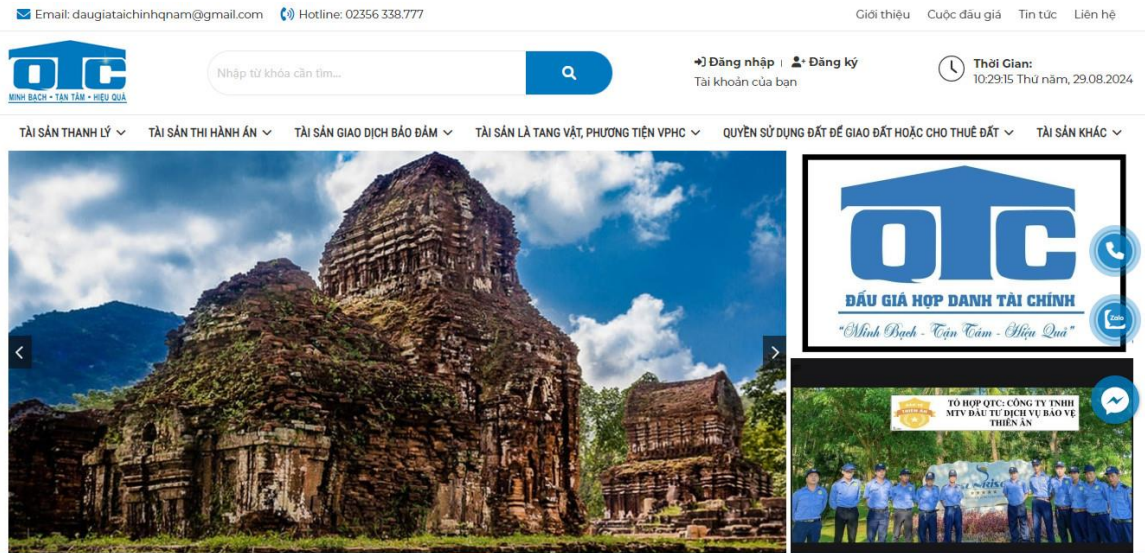 Email: daugiataichinhqnam@gmail.com
Hotline: 02356 338.777
Giới thiệu
Cuộc đấu giá
Tin tức
Liên hệ
QTC
MINH BẠCH - TẬN TÂM - HIỆU QUẢ
Nhập từ khóa cần tìm...
Đăng nhập | Đăng ký
Tài khoản của bạn
Thời Gian:
10:29:15 Thứ năm, 29.08.2024
TÀI SẢN THANH LÝ
TÀI SẢN THI HÀNH ÁN
TÀI SẢN GIAO DỊCH BẢO ĐẢM
TÀI SẢN LÀ TANG VẬT, PHƯƠNG TIỆN VPHC
QUYỀN SỬ DỤNG ĐẤT ĐỂ GIAO ĐẤT HOẶC CHO THUÊ ĐẤT
TÀI SẢN KHÁC
QTC
ĐẤU GIÁ HỢP DANH TÀI CHÍNH
"Minh Bạch - Tận Tâm - Hiệu Quả"
Zalo
THIÊN ÂN
TỔ HỢP QTC: CÔNG TY TNHH
MTV ĐẦU TƯ DỊCH VỤ BẢO VỆ
THIÊN ÂN